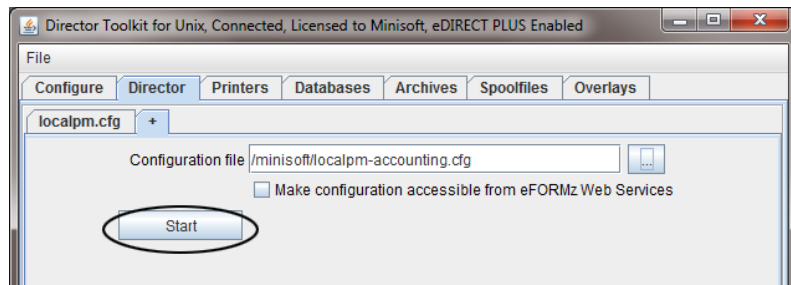 Director Toolkit for Unix, Connected, Licensed to Minisoft, eDIRECT PLUS Enabled
File
Configure Director Printers Databases Archives Spoolfiles Overlays
localpm.cfg +
Configuration file /minisoft/localpm-accounting.cfg ...
Make configuration accessible from eFORMz Web Services
Start